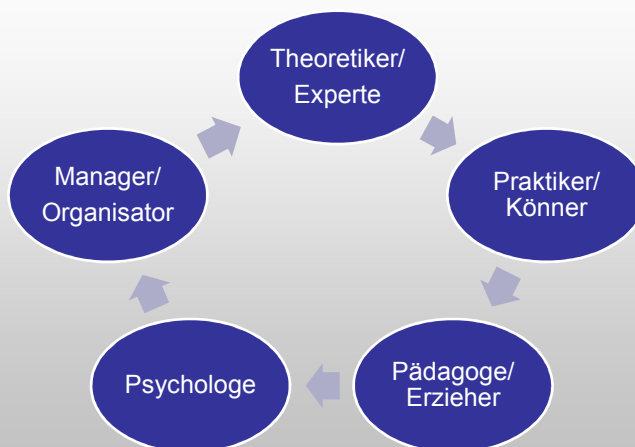 Theoretiker/
Experte
Praktiker/
Könner
Pädagoge/
Erzieher
Psychologe
Manager/
Organisator